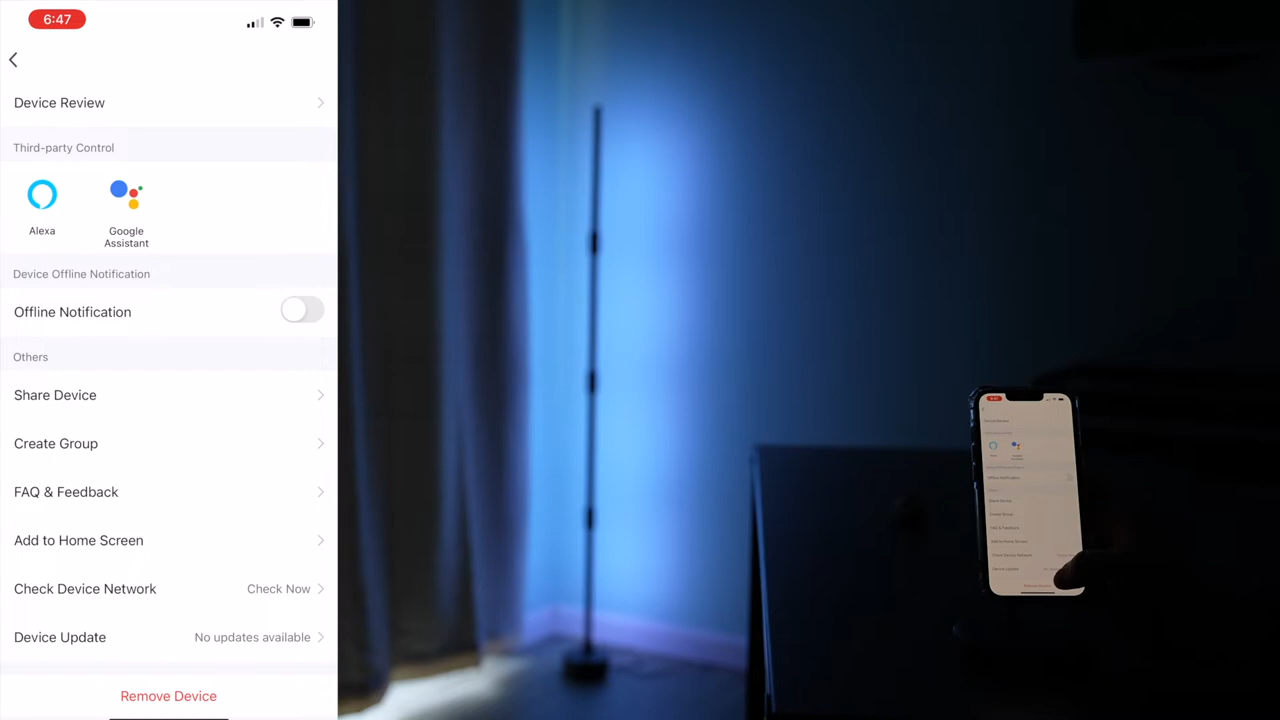 6:47
Device Review
Third-party Control
Alexa
Google
Assistant
Device Offline Notification
Offline Notification
Others
Share Device
Create Group
FAQ & Feedback
Add to Home Screen
Check Device Network Check Now
Device Update No updates available
Remove Device